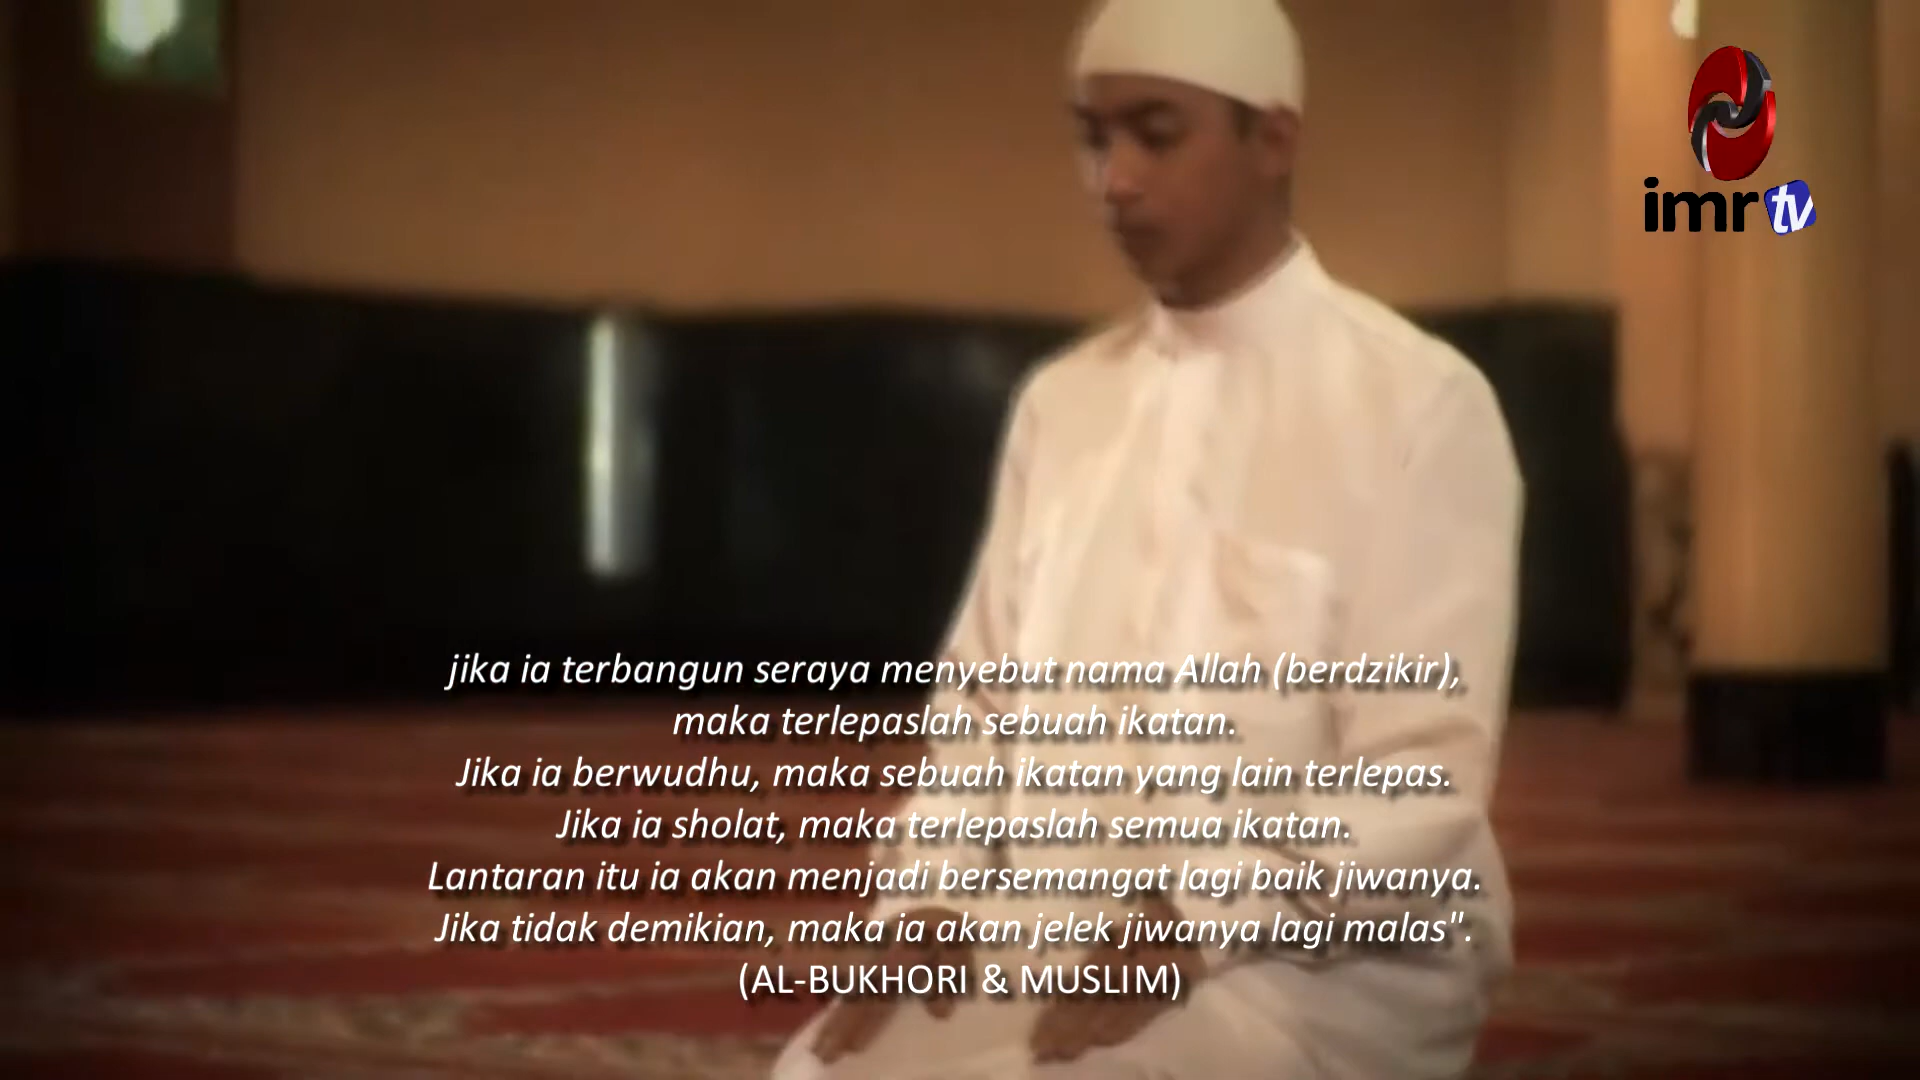 imr tv
jika ia terbangun seraya menyebut nama Allah (berdzikir),
maka terlepaslah sebuah ikatan.
Jika ia berwudhu, maka sebuah ikatan yang lain terlepas.
Jika ia sholat, maka terlepaslah semua ikatan.
Lantaran itu ia akan menjadi bersemangat lagi baik jiwanya.
Jika tidak demikian, maka ia akan jelek jiwanya lagi malas".
(AL-BUKHORI & MUSLIM)